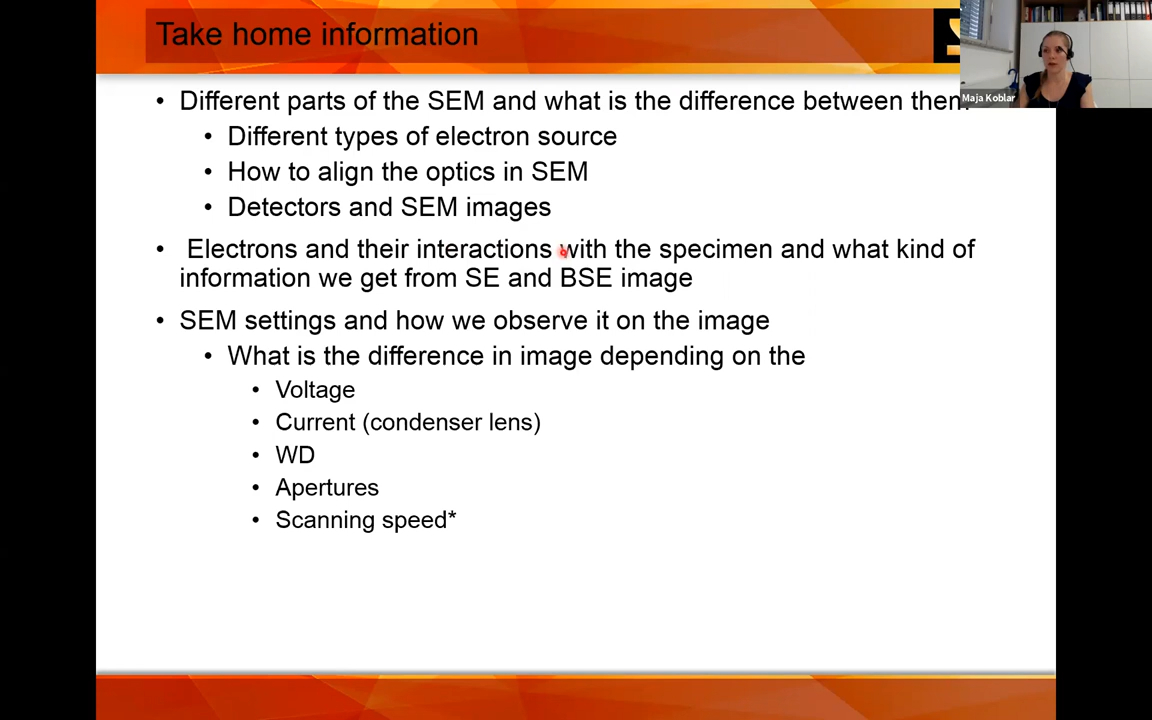 Take home information
Maja Koblar
• Different parts of the SEM and what is the difference between them
• Different types of electron source
• How to align the optics in SEM
• Detectors and SEM images
• Electrons and their interactions with the specimen and what kind of
information we get from SE and BSE image
• SEM settings and how we observe it on the image
• What is the difference in image depending on the
• Voltage
• Current (condenser lens)
• WD
• Apertures
• Scanning speed*